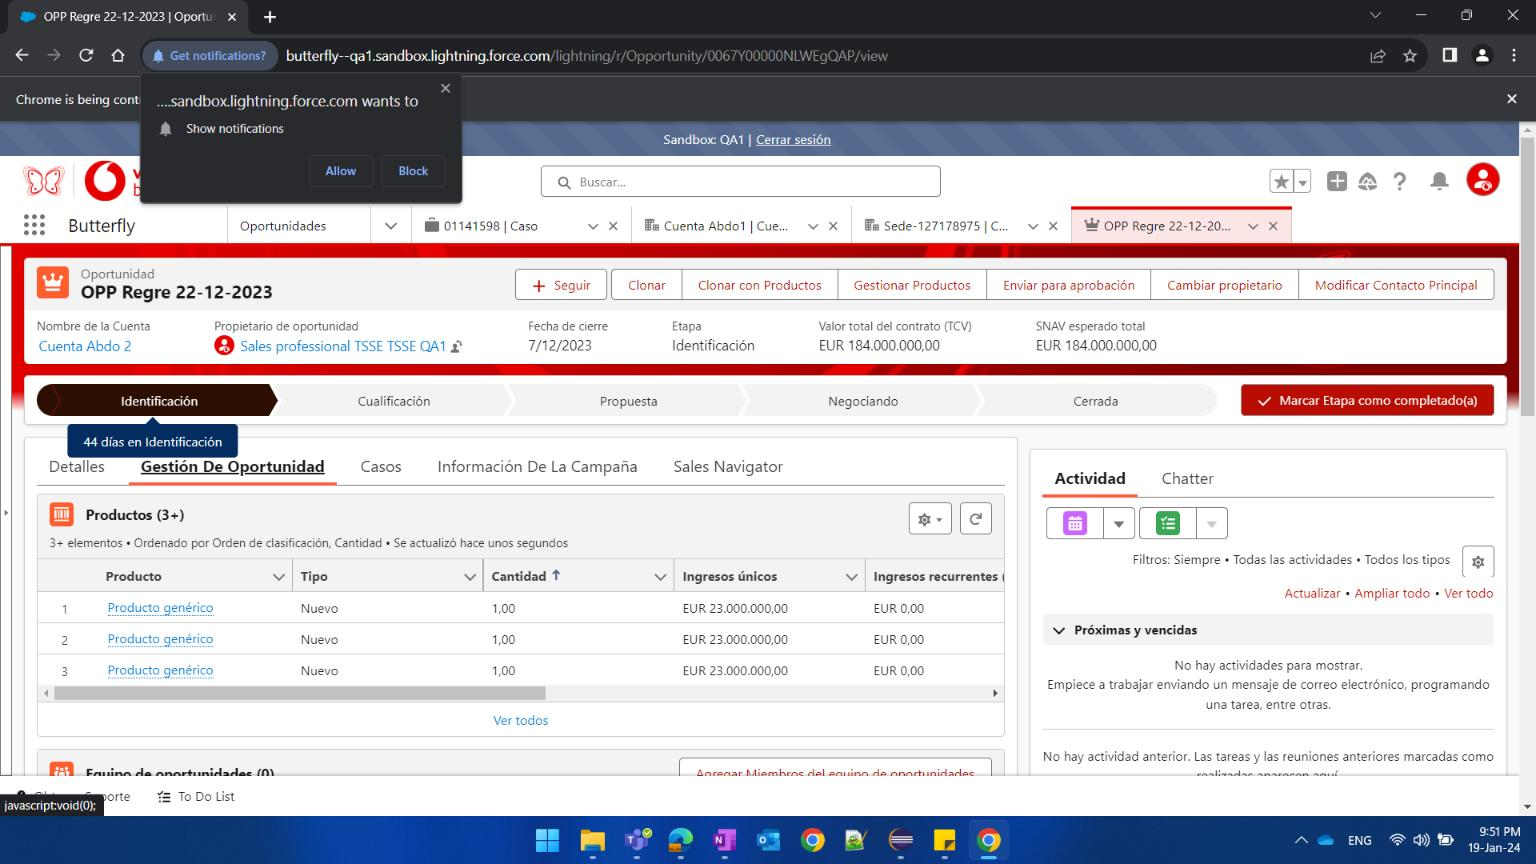 OPP Regre 22-12-2023 | Oportu
Get notifications?
butterfly--qa1.sandbox.lightning.force.com/lightning/r/Opportunity/0067Y00000NLWEgQAP/view
Chrome is being cont
....sandbox.lightning.force.com wants to
Show notifications
Allow
Block
Sandbox: QA1 | Cerrar sesión
Buscar...
Butterfly
Oportunidades
01141598 | Caso
Cuenta Abdo1 | Cue...
Sede-127178975 | C...
OPP Regre 22-12-20...
Oportunidad
OPP Regre 22-12-2023
Seguir
Clonar
Clonar con Productos
Gestionar Productos
Enviar para aprobación
Cambiar propietario
Modificar Contacto Principal
Nombre de la Cuenta
Cuenta Abdo 2
Propietario de oportunidad
Sales professional TSSE TSSE QA1
Fecha de cierre
7/12/2023
Etapa
Identificación
Valor total del contrato (TCV)
EUR 184.000.000,00
SNAV esperado total
EUR 184.000.000,00
Identificación
Cualificación
Propuesta
Negociando
Cerrada
Marcar Etapa como completado(a)
44 días en Identificación
Detalles
Gestión De Oportunidad
Casos
Información De La Campaña
Sales Navigator
Productos (3+)
3+ elementos • Ordenado por Orden de clasificación, Cantidad • Se actualizó hace unos segundos
Producto Tipo Cantidad Ingresos únicos Ingresos recurrentes (
1 Producto genérico Nuevo 1,00 EUR 23.000.000,00 EUR 0,00
2 Producto genérico Nuevo 1,00 EUR 23.000.000,00 EUR 0,00
3 Producto genérico Nuevo 1,00 EUR 23.000.000,00 EUR 0,00
Ver todos
Equipo de oportunidades (0)
Agregar Miembros del equipo de oportunidades
Actividad
Chatter
Filtros: Siempre • Todas las actividades • Todos los tipos
Actualizar • Ampliar todo • Ver todo
Próximas y vencidas
No hay actividades para mostrar.
Empiece a trabajar enviando un mensaje de correo electrónico, programando
una tarea, entre otras.
No hay actividad anterior. Las tareas y las reuniones anteriores marcadas como
realizadas aparecen aquí.
To Do List
javascript:void(0);
ENG
9:51 PM
19-Jan-24